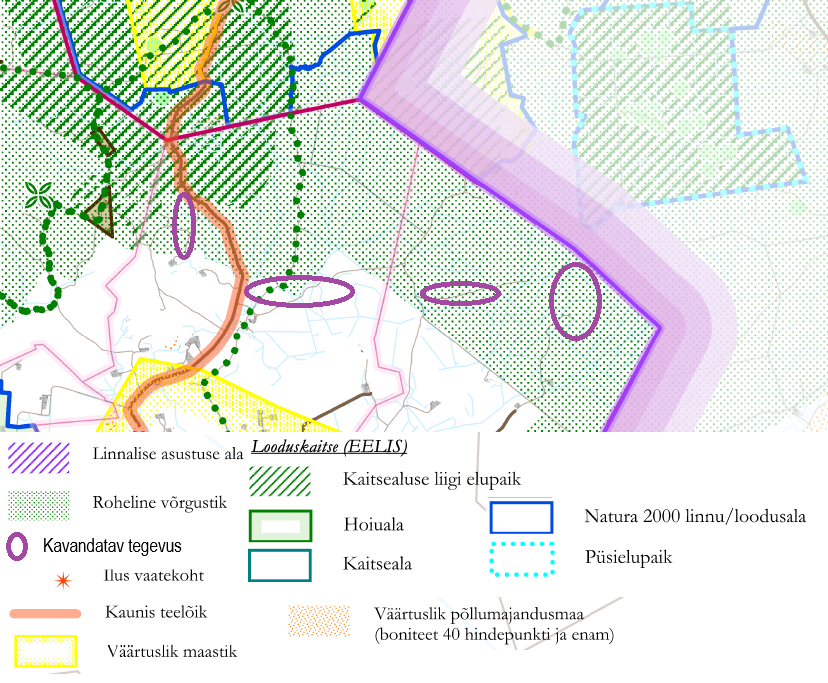 Linnalise asustuse ala
Roheline võrgustik
Kavandatav tegevus
Ilus vaatekoht
Kaunis teelõik
Väärtuslik maastik
Looduskaitse (EELIS)
Kaitsealuse liigi elupaik
Hoiuala
Kaitseala
Natura 2000 linnu/loodusala
Püsielupaik
Väärtuslik põllumajandusmaa
(boniteet 40 hindepunkti ja enam)